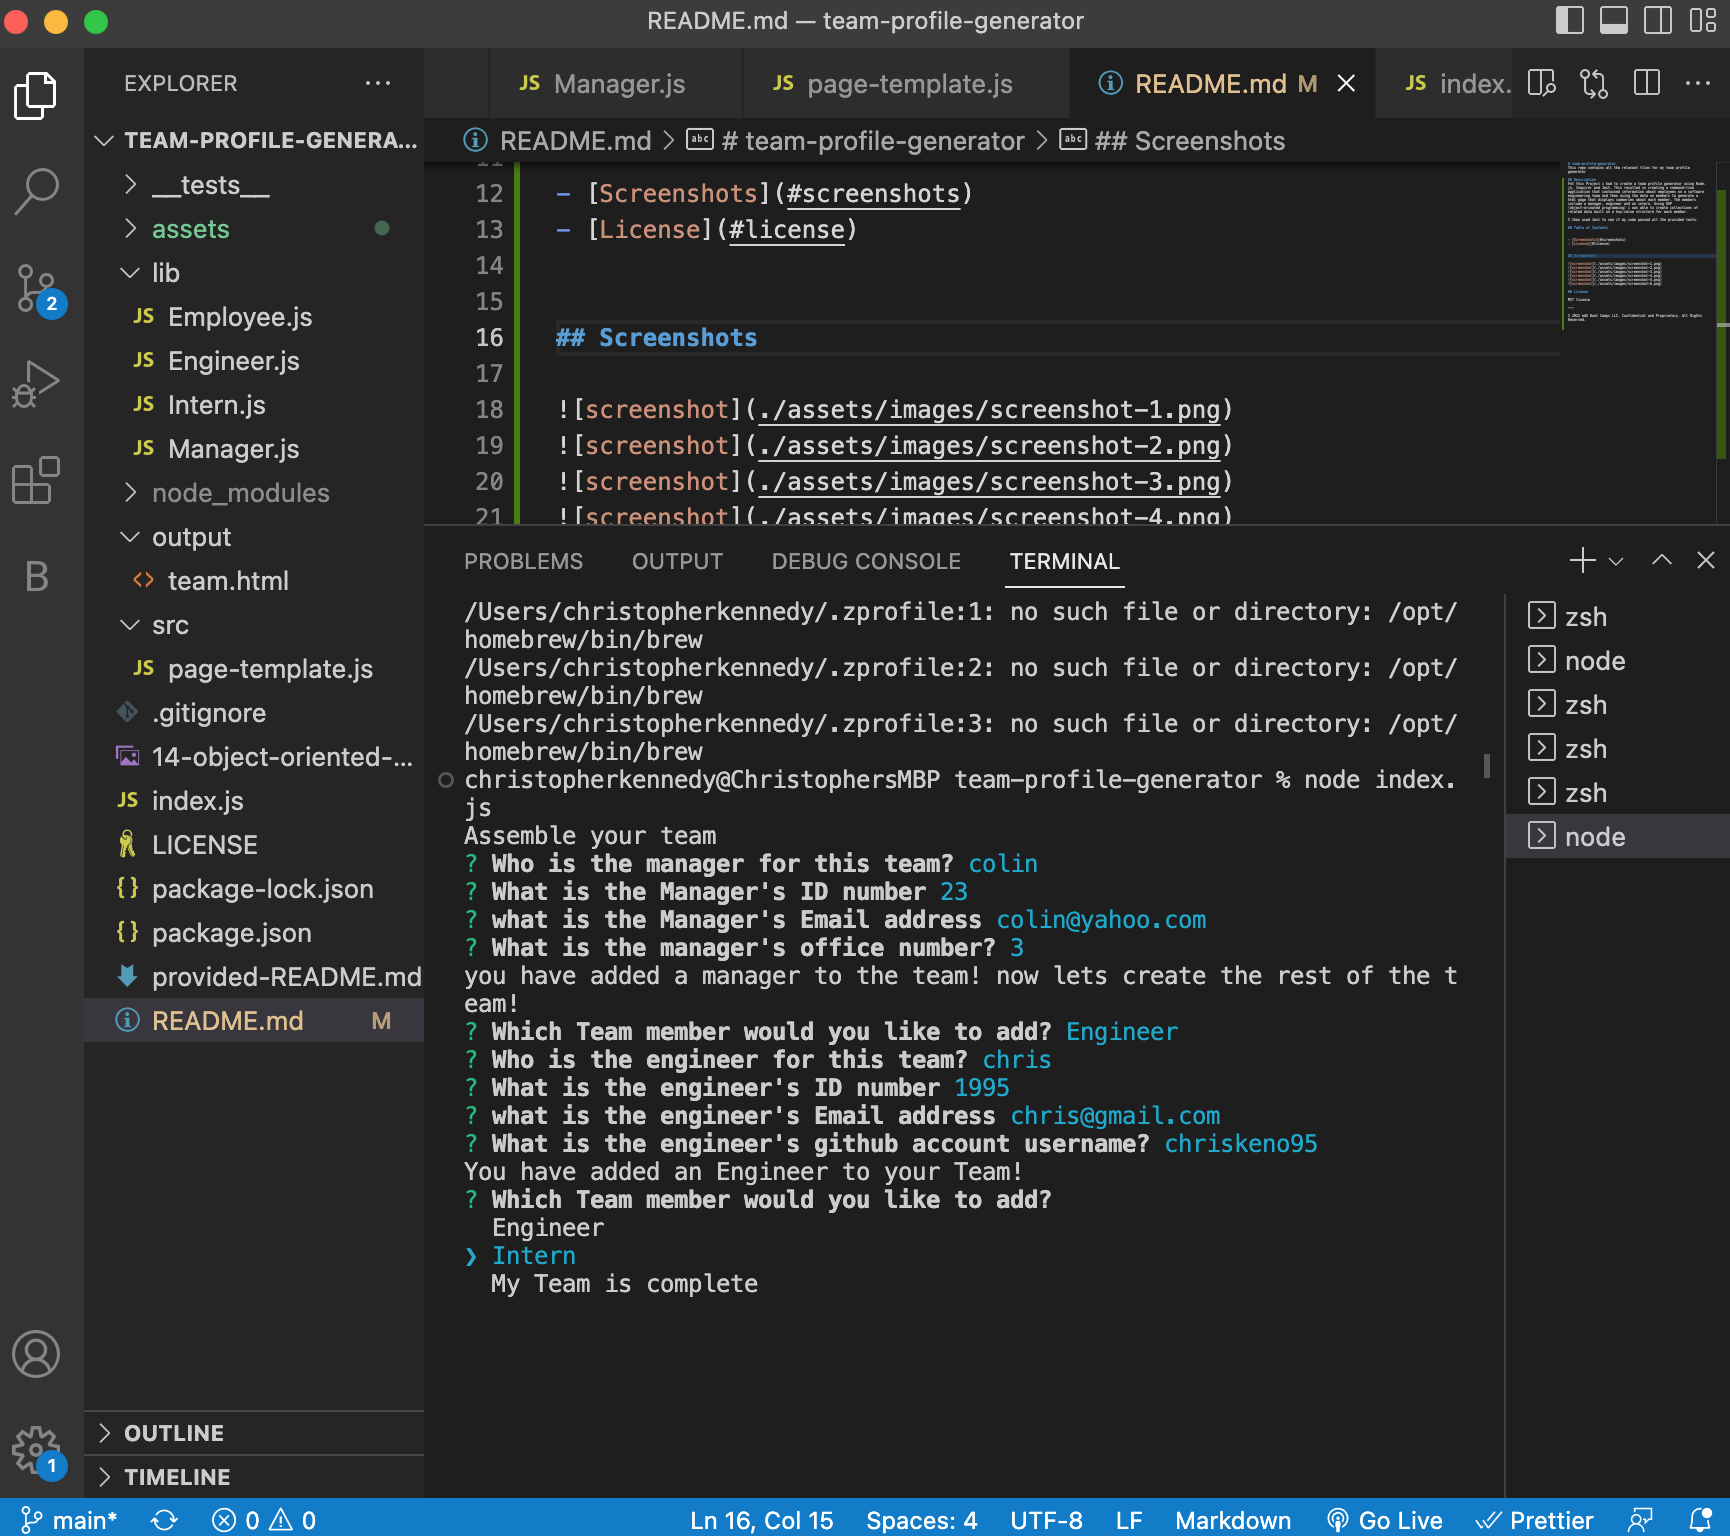 README.md — team-profile-generator
EXPLORER
JS Manager.js
JS page-template.js
README.md M
JS index.
TEAM-PROFILE-GENERA...
README.md > # team-profile-generator > ## Screenshots
__tests__
assets
lib
JS Employee.js
JS Engineer.js
JS Intern.js
JS Manager.js
node_modules
output
<> team.html
src
JS page-template.js
.gitignore
14-object-oriented-...
JS index.js
LICENSE
{} package-lock.json
{} package.json
provided-README.md
README.md M
OUTLINE
TIMELINE
2
B
1
11
12 - [Screenshots](#screenshots)
13 - [License](#license)
14
15
16 ## Screenshots
17
18 ![screenshot](./assets/images/screenshot-1.png)
19 ![screenshot](./assets/images/screenshot-2.png)
20 ![screenshot](./assets/images/screenshot-3.png)
21 ![screenshot](./assets/images/screenshot-4.png)
PROBLEMS OUTPUT DEBUG CONSOLE TERMINAL
/Users/christopherkennedy/.zprofile:1: no such file or directory: /opt/
homebrew/bin/brew
/Users/christopherkennedy/.zprofile:2: no such file or directory: /opt/
homebrew/bin/brew
/Users/christopherkennedy/.zprofile:3: no such file or directory: /opt/
homebrew/bin/brew
christopherkennedy@ChristophersMBP team-profile-generator % node index.
js
Assemble your team
? Who is the manager for this team? colin
? What is the Manager's ID number 23
? what is the Manager's Email address colin@yahoo.com
? What is the manager's office number? 3
you have added a manager to the team! now lets create the rest of the t
eam!
? Which Team member would you like to add? Engineer
? Who is the engineer for this team? chris
? What is the engineer's ID number 1995
? what is the engineer's Email address chris@gmail.com
? What is the engineer's github account username? chriskeno95
You have added an Engineer to your Team!
? Which Team member would you like to add?
Engineer
❯ Intern
My Team is complete
zsh
node
zsh
zsh
zsh
node
main* 0 0 Ln 16, Col 15 Spaces: 4 UTF-8 LF Markdown Go Live Prettier